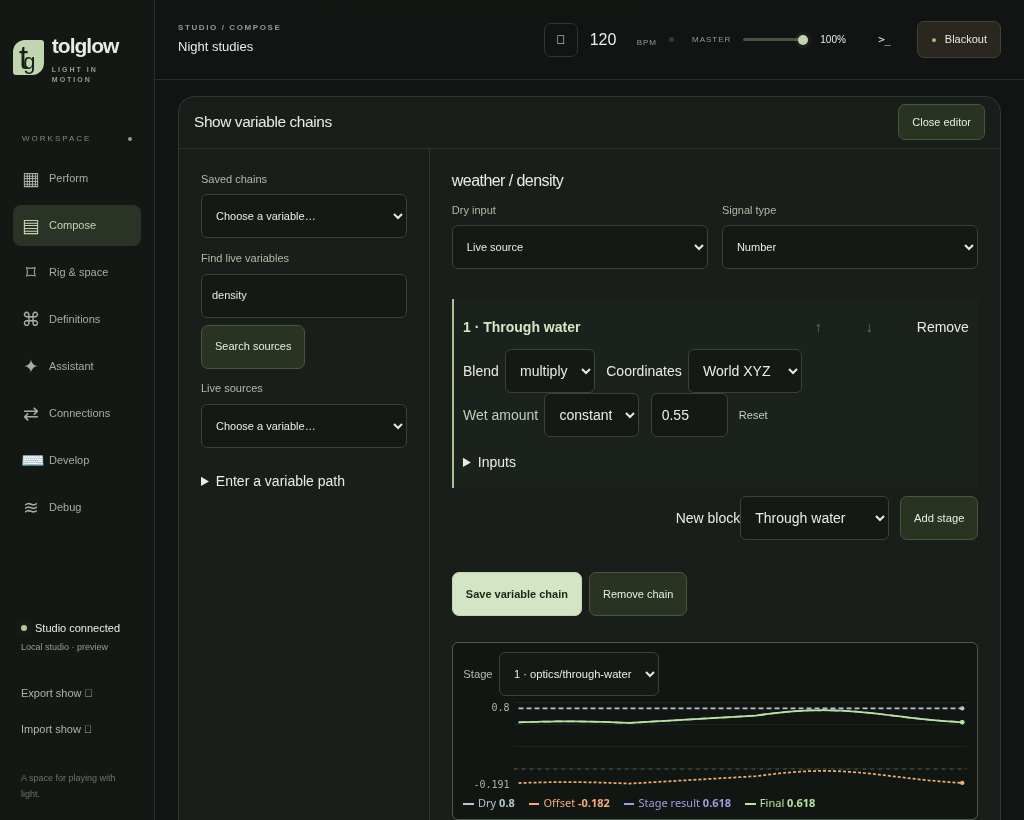 tg
tolglow
LIGHT IN
MOTION
WORKSPACE
Perform
Compose
Rig & space
Definitions
Assistant
Connections
Develop
Debug
Studio connected
Local studio · preview
Export show
Import show
A space for playing with
light.
STUDIO / COMPOSE
Night studies
120 BPM
MASTER 100%
>_
Blackout
Show variable chains
Close editor
Saved chains
Choose a variable…
Find live variables
density
Search sources
Live sources
Choose a variable…
Enter a variable path
weather / density
Dry input
Signal type
Live source
Number
1 · Through water ↑ ↓ Remove
Blend multiply Coordinates World XYZ
Wet amount constant 0.55 Reset
Inputs
New block Through water Add stage
Save variable chain Remove chain
Stage 1 · optics/through-water
0.8
-0.191
Dry 0.8 Offset -0.182 Stage result 0.618 Final 0.618